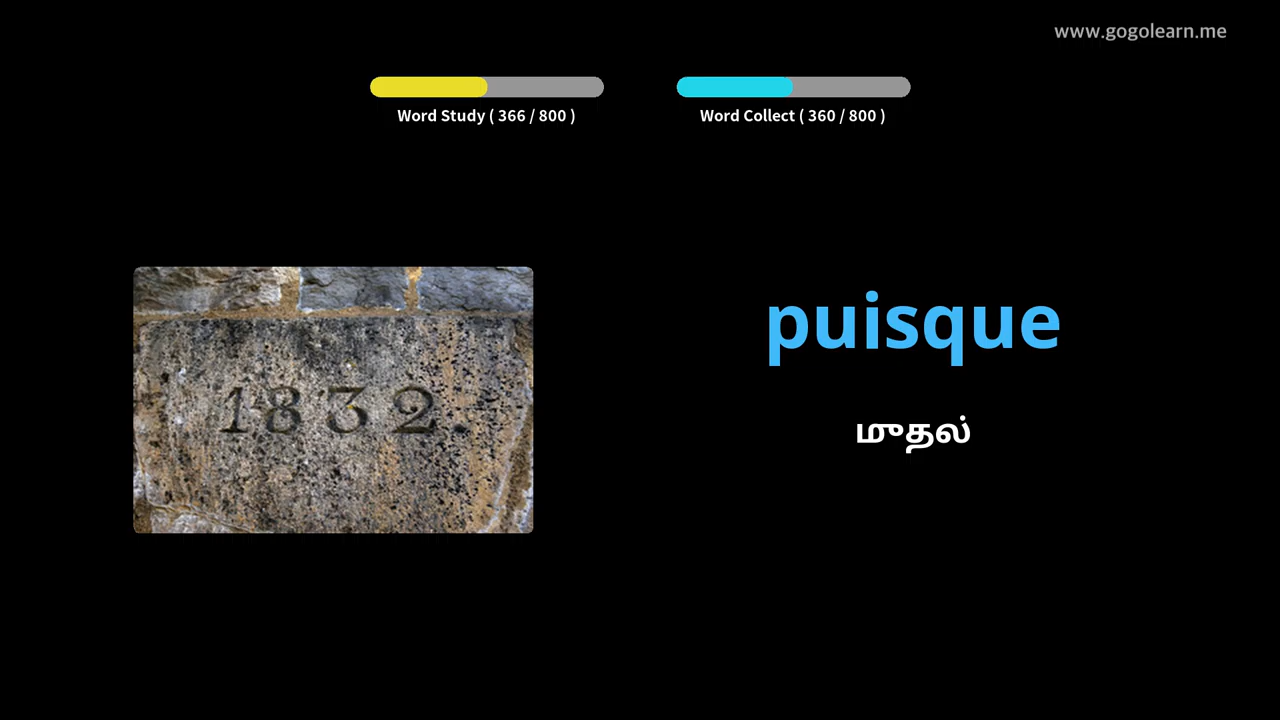 www.gogolearn.me
Word Study ( 366 / 800 )
Word Collect ( 360 / 800 )
1832
puisque
முதல்